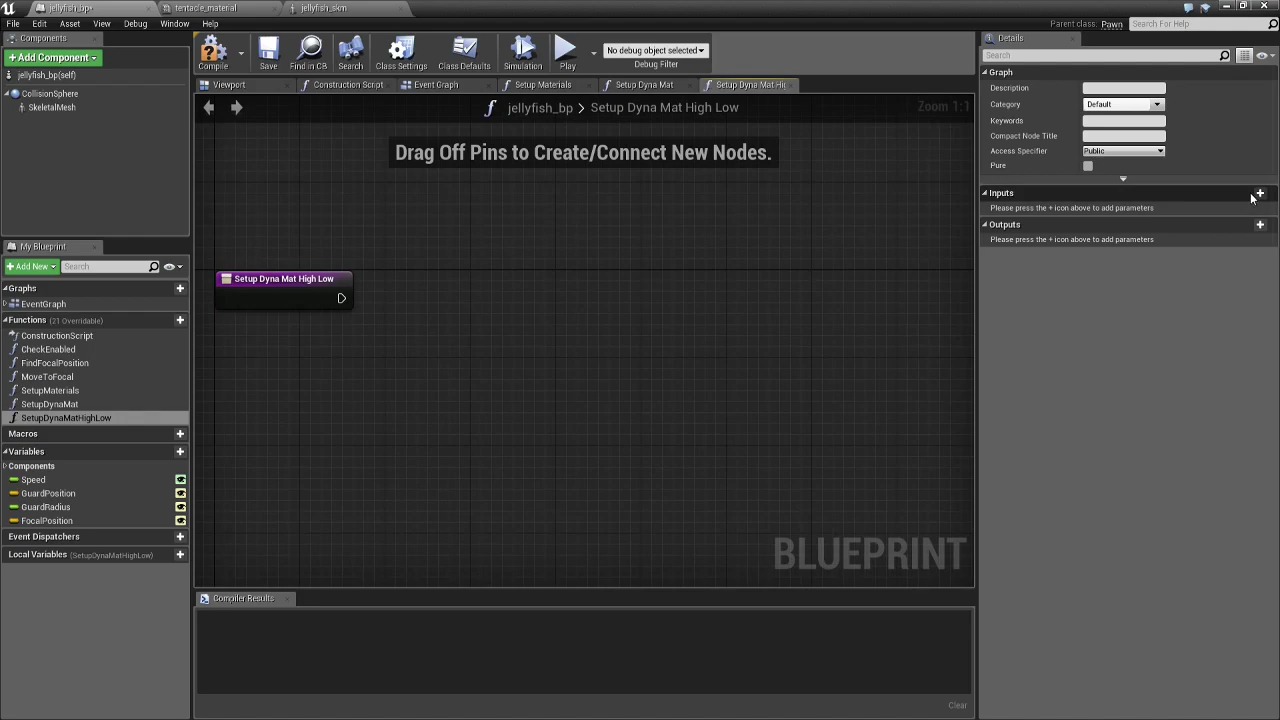 jellyfish_bp*
tentacle_material
jellyfish_skm
File Edit Asset View Debug Window Help
Parent class: Pawn
Search For Help
Components
Details
+ Add Component
Compile
Save
Find in CB
Search
Class Settings
Class Defaults
Simulation
Play
No debug object selected
Debug Filter
Search
jellyfish_bp(self)
CollisionSphere
SkeletalMesh
Viewport
Construction Script
Event Graph
Setup Materials
Setup Dyna Mat
Setup Dyna Mat Hig
jellyfish_bp > Setup Dyna Mat High Low
Zoom 1:1
Drag Off Pins to Create/Connect New Nodes.
Graph
Description
Category
Default
Keywords
Compact Node Title
Access Specifier
Public
Pure
Inputs
Please press the + icon above to add parameters
Outputs
Please press the + icon above to add parameters
My Blueprint
+ Add New
Search
Graphs
EventGraph
Functions (21 Overridable)
ConstructionScript
CheckEnabled
FindFocalPosition
MoveToFocal
SetupMaterials
SetupDynaMat
SetupDynaMatHighLow
Macros
Variables
Components
Speed
GuardPosition
GuardRadius
FocalPosition
Event Dispatchers
Local Variables (SetupDynaMatHighLow)
Setup Dyna Mat High Low
BLUEPRINT
Compiler Results
Clear